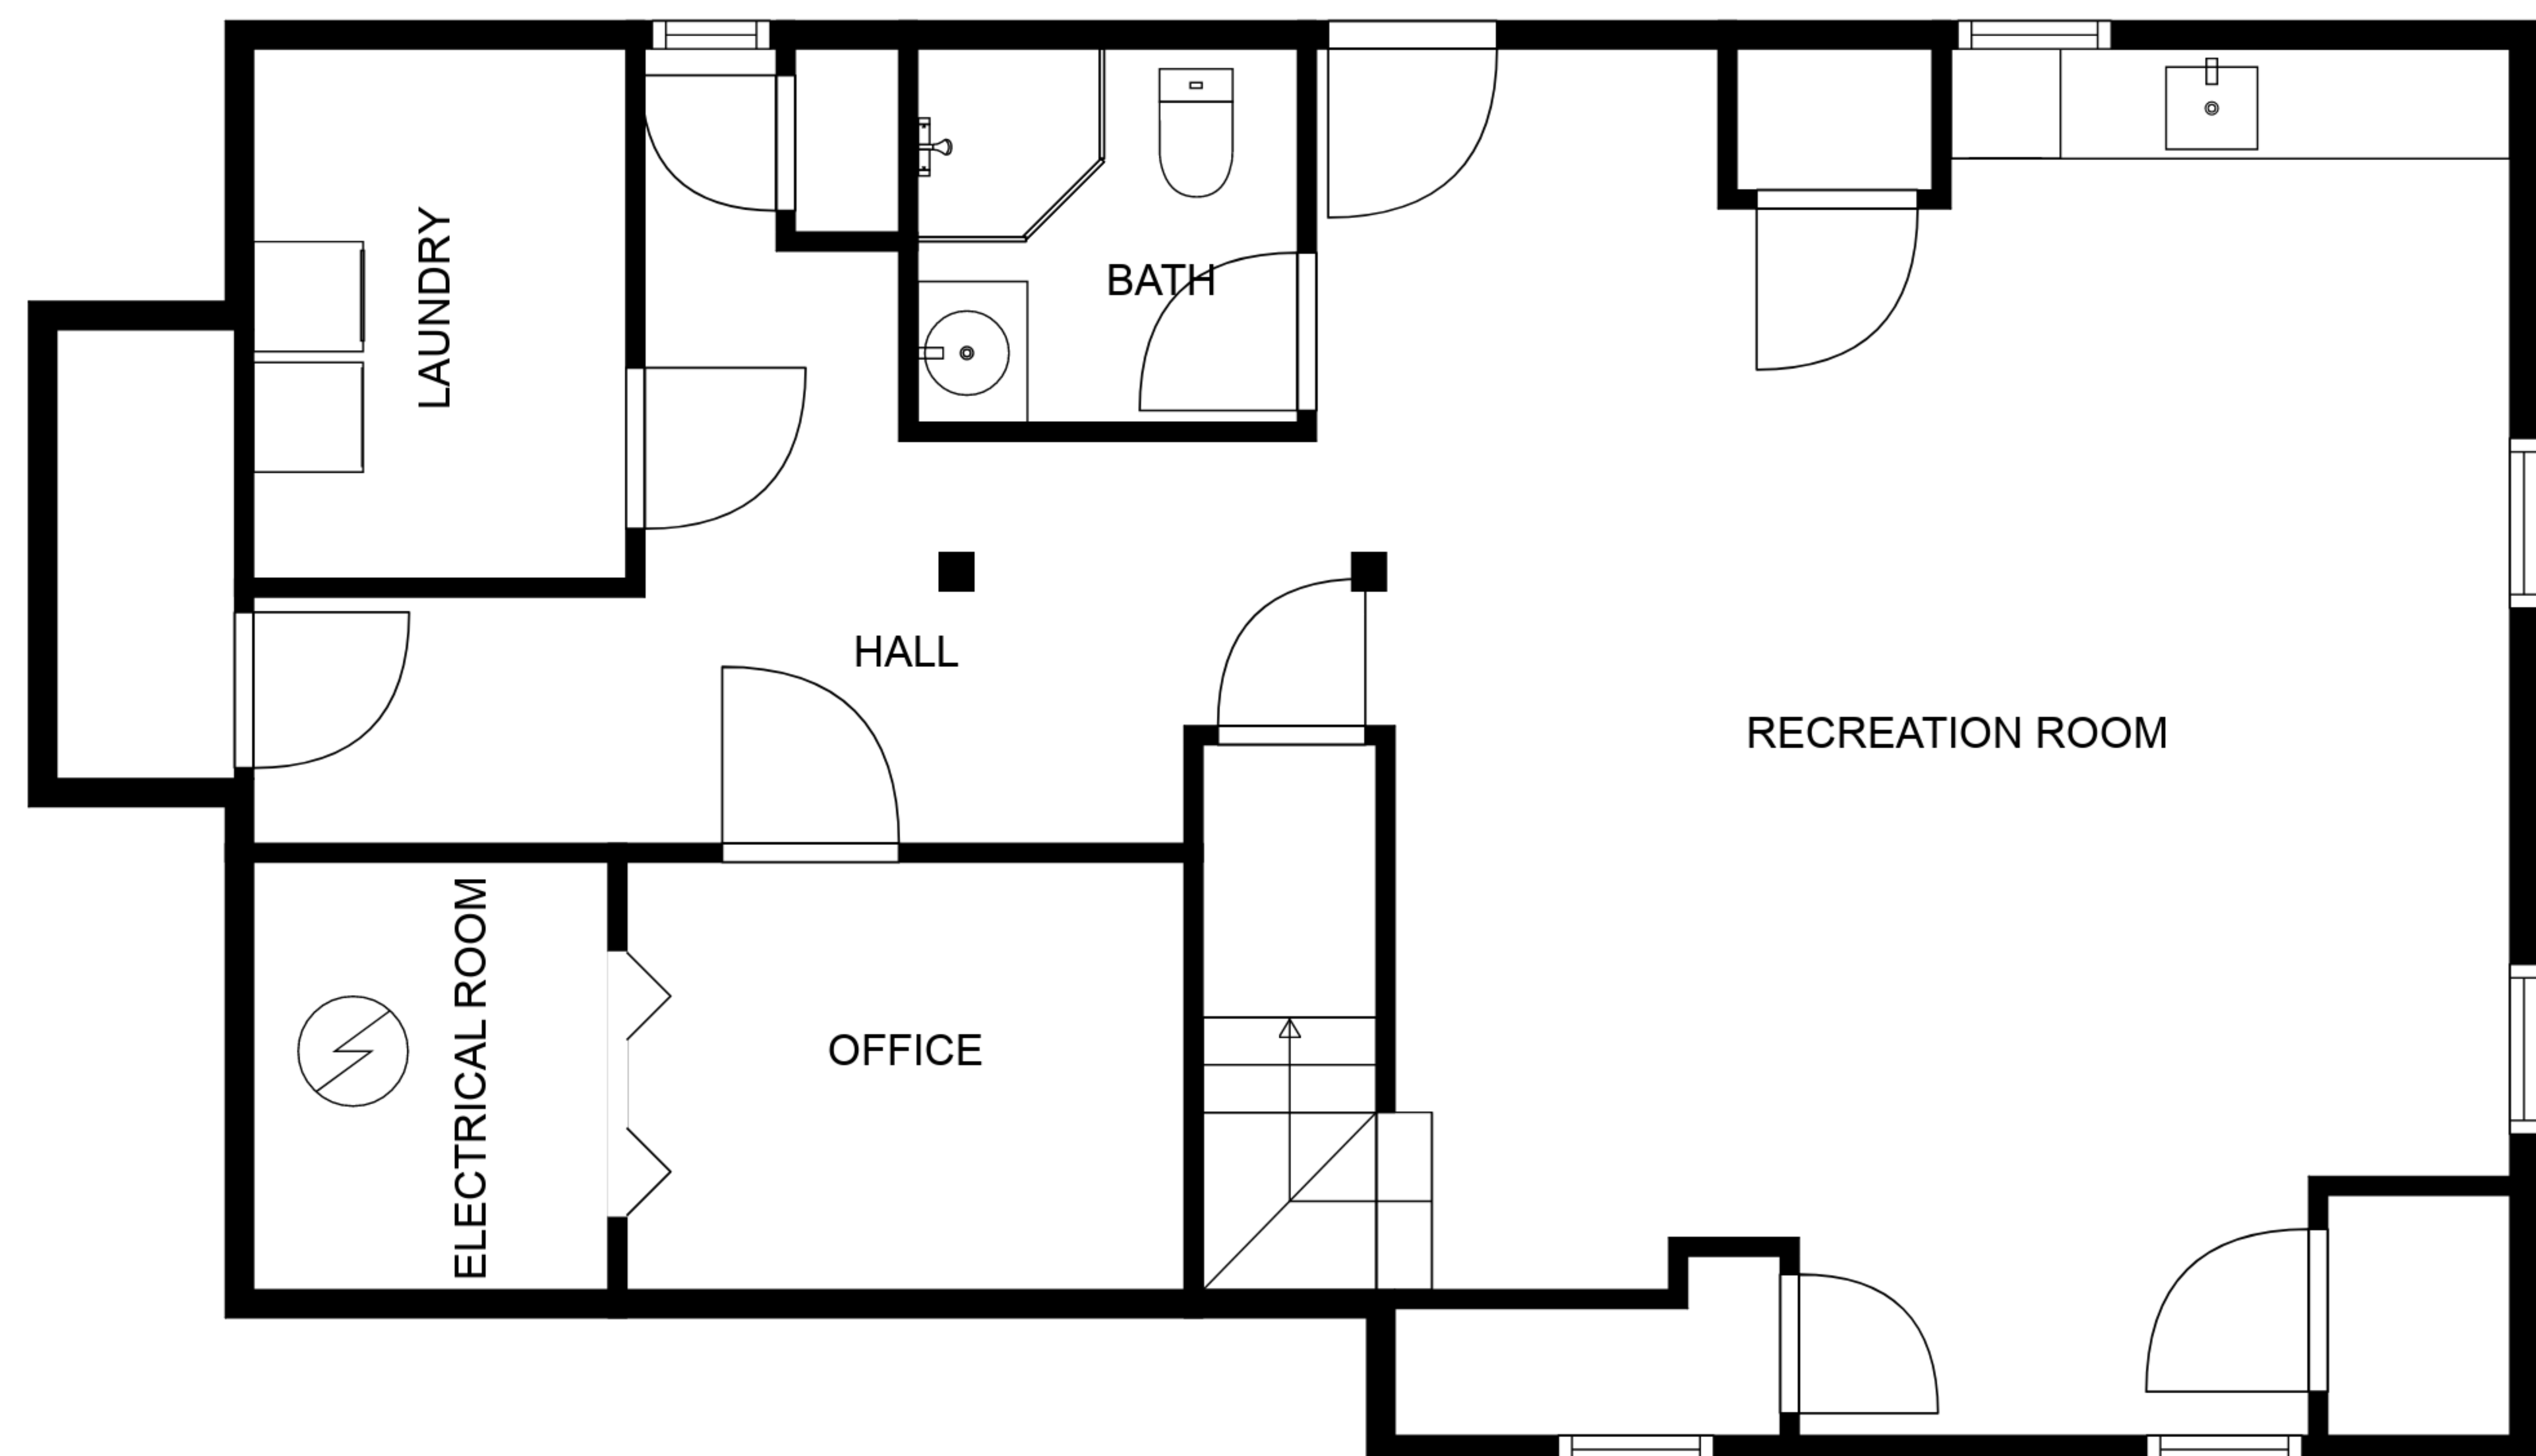 LAUNDRY
BATH
HALL
RECREATION ROOM
ELECTRICAL ROOM
OFFICE